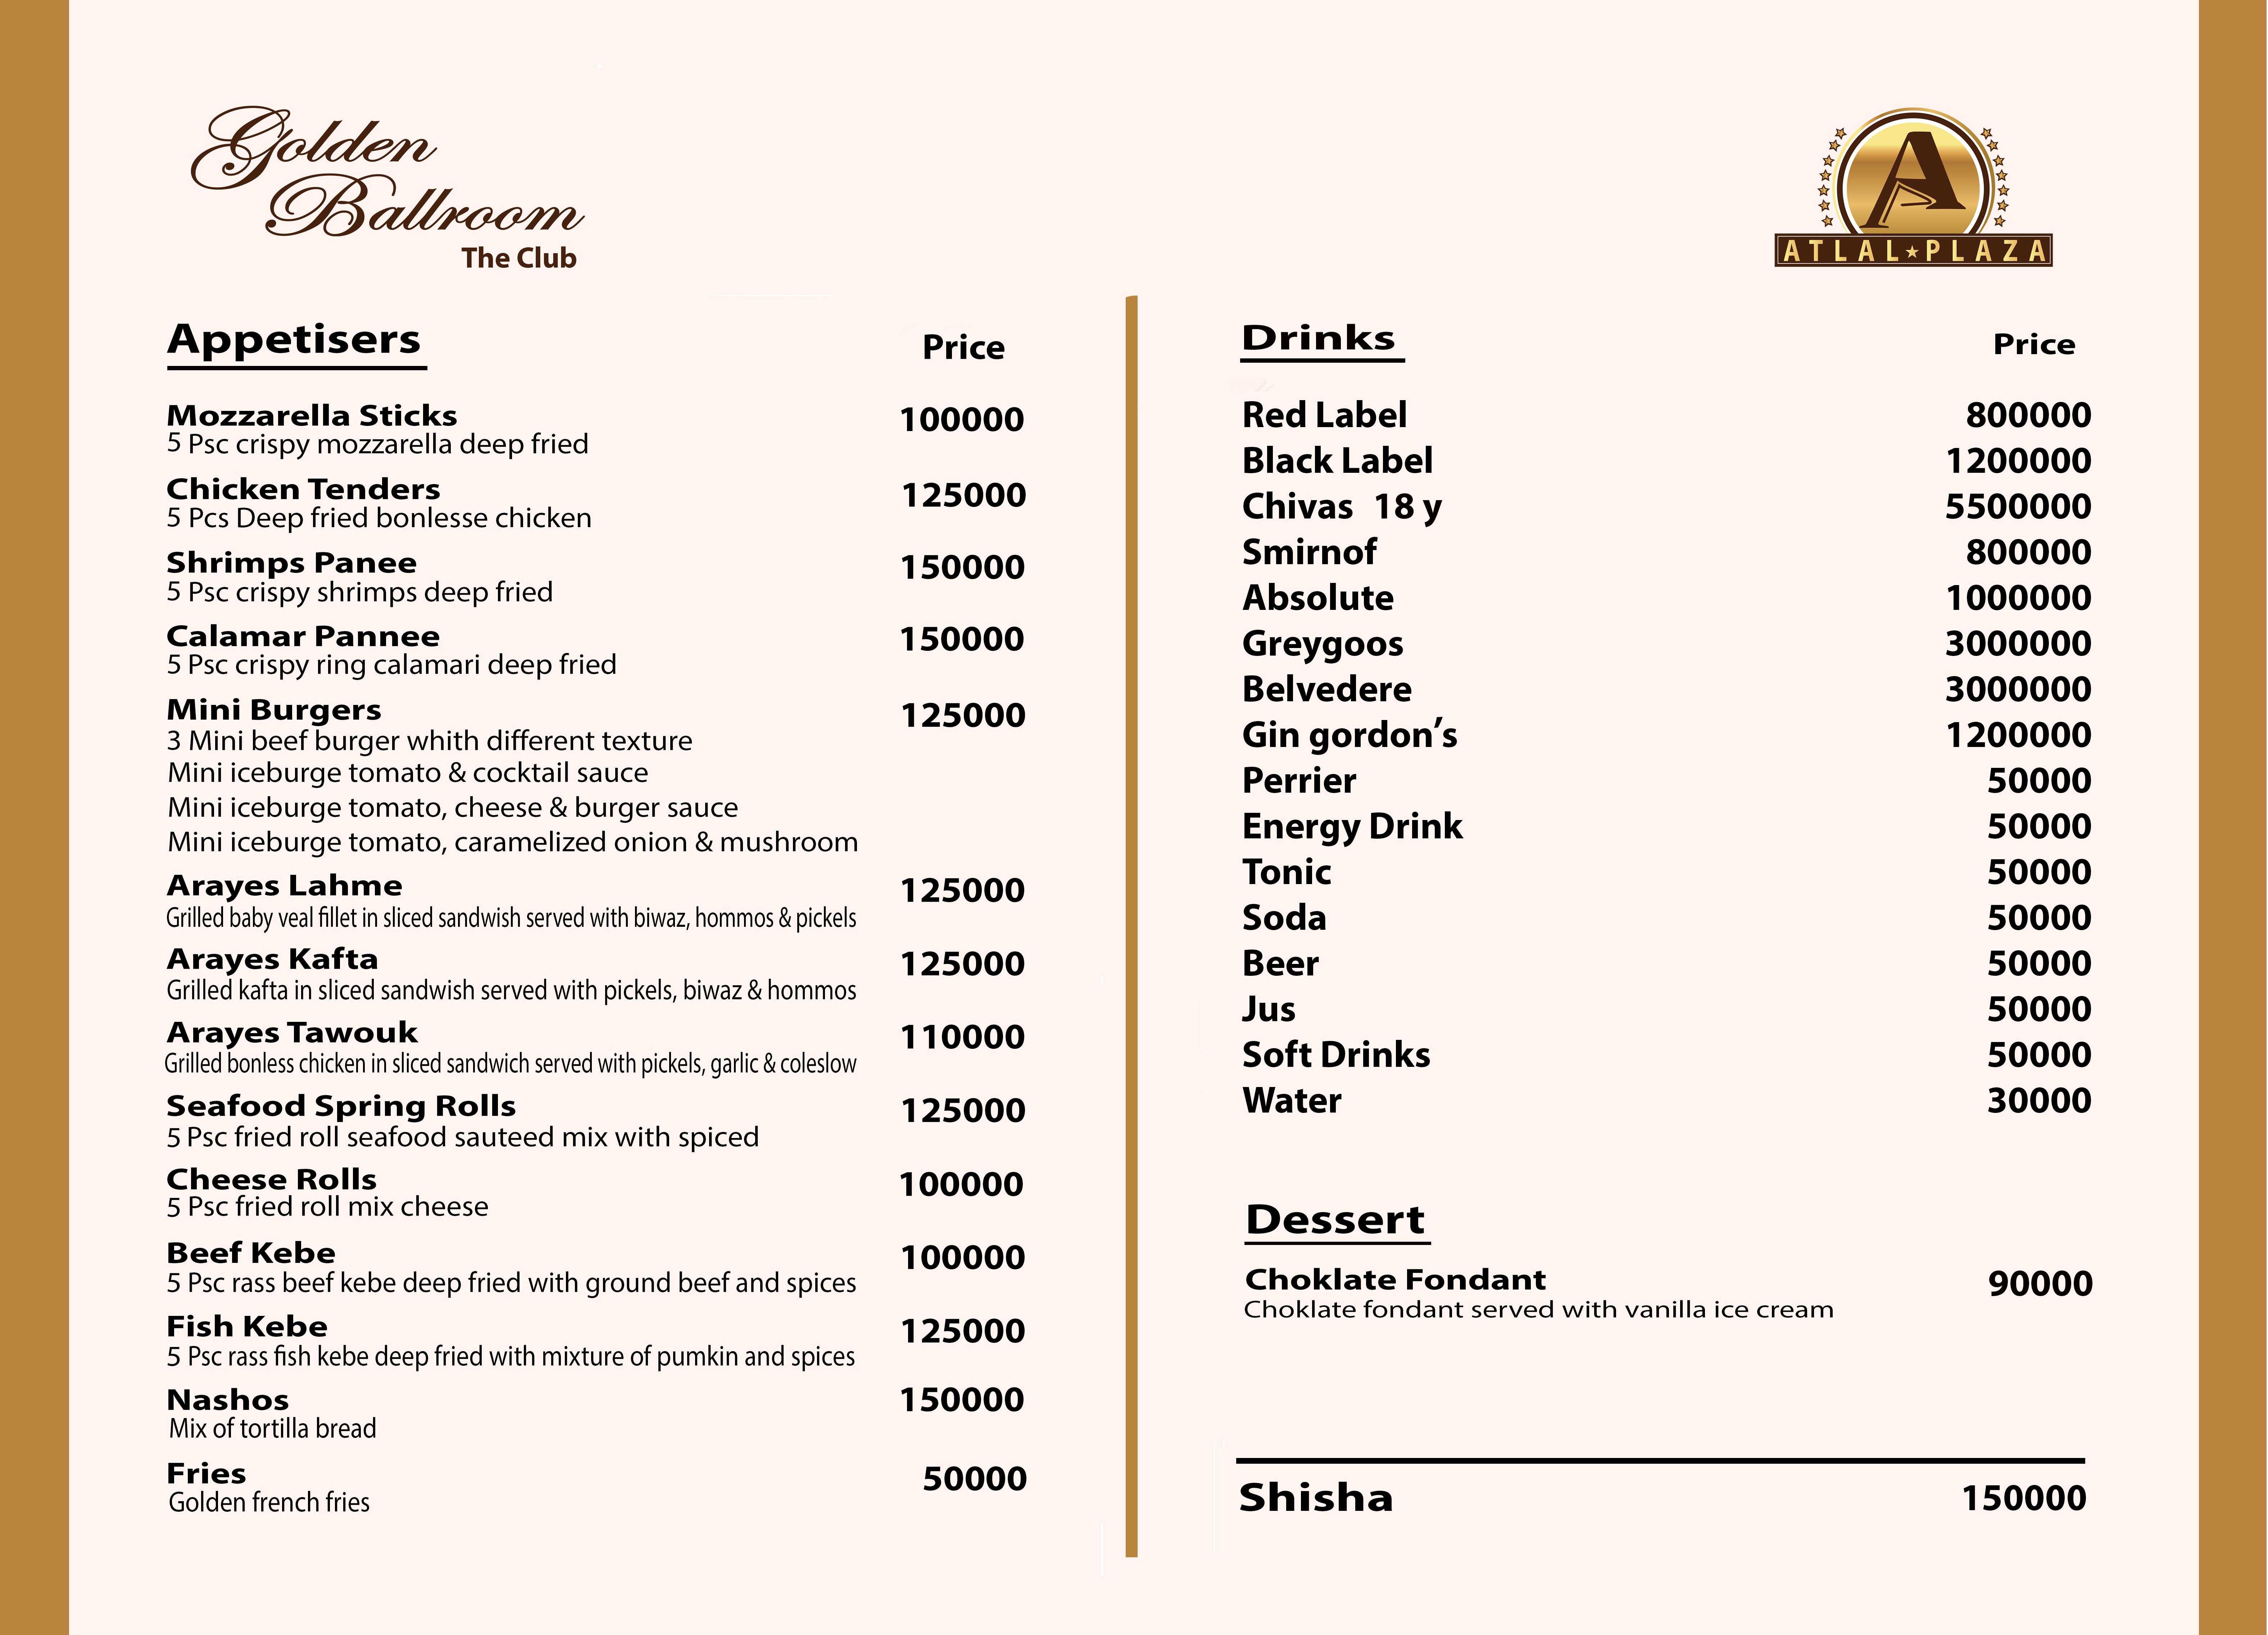 Golden
Ballroom
The Club
ATLAL PLAZA
Appetisers Price
Mozzarella Sticks 100000
5 Psc crispy mozzarella deep fried
Chicken Tenders 125000
5 Pcs Deep fried bonlesse chicken
Shrimps Panee 150000
5 Psc crispy shrimps deep fried
Calamar Pannee 150000
5 Psc crispy ring calamari deep fried
Mini Burgers 125000
3 Mini beef burger whith different texture
Mini iceburge tomato & cocktail sauce
Mini iceburge tomato, cheese & burger sauce
Mini iceburge tomato, caramelized onion & mushroom
Arayes Lahme 125000
Grilled baby veal fillet in sliced sandwish served with biwaz, hommos & pickels
Arayes Kafta 125000
Grilled kafta in sliced sandwish served with pickels, biwaz & hommos
Arayes Tawouk 110000
Grilled bonless chicken in sliced sandwich served with pickels, garlic & coleslow
Seafood Spring Rolls 125000
5 Psc fried roll seafood sauteed mix with spiced
Cheese Rolls 100000
5 Psc fried roll mix cheese
Beef Kebe 100000
5 Psc rass beef kebe deep fried with ground beef and spices
Fish Kebe 125000
5 Psc rass fish kebe deep fried with mixture of pumkin and spices
Nashos 150000
Mix of tortilla bread
Fries 50000
Golden french fries
Drinks Price
Red Label 800000
Black Label 1200000
Chivas 18 y 5500000
Smirnof 800000
Absolute 1000000
Greygoos 3000000
Belvedere 3000000
Gin gordon’s 1200000
Perrier 50000
Energy Drink 50000
Tonic 50000
Soda 50000
Beer 50000
Jus 50000
Soft Drinks 50000
Water 30000
Dessert
Choklate Fondant 90000
Choklate fondant served with vanilla ice cream
Shisha 150000